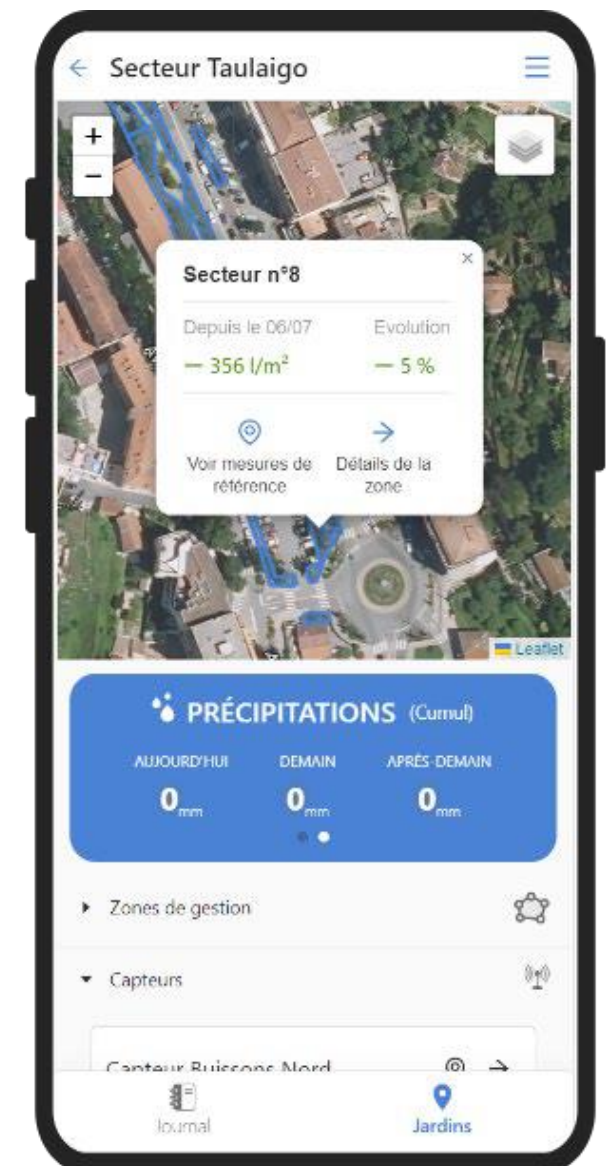 Secteur Taulaigo
+
−
Secteur n°8
Depuis le 06/07
Evolution
— 356 l/m²
— 5 %
Voir mesures de
référence
Détails de la
zone
Leaflet
PRÉCIPITATIONS (Cumul)
AUJOURD'HUI DEMAIN APRÈS-DEMAIN
0mm 0mm 0mm
Zones de gestion
Capteurs
Capteur Buissons Nord
Journal
Jardins